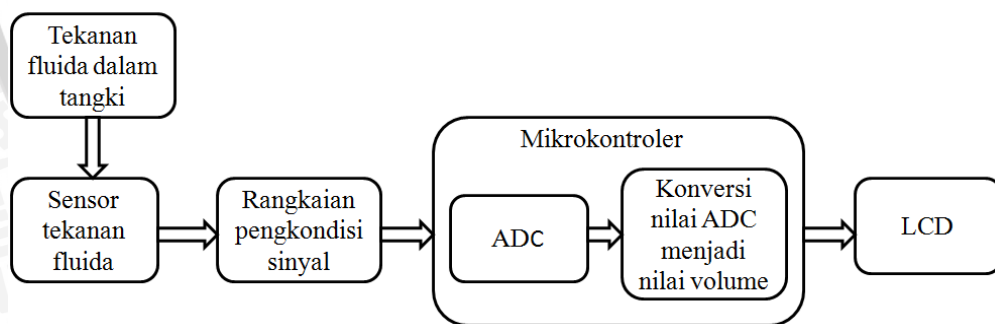 Tekanan
fluida dalam
tangki
Sensor
tekanan
fluida
Rangkaian
pengkondisi
sinyal
Mikrokontroler
ADC
Konversi
nilai ADC
menjadi
nilai volume
LCD